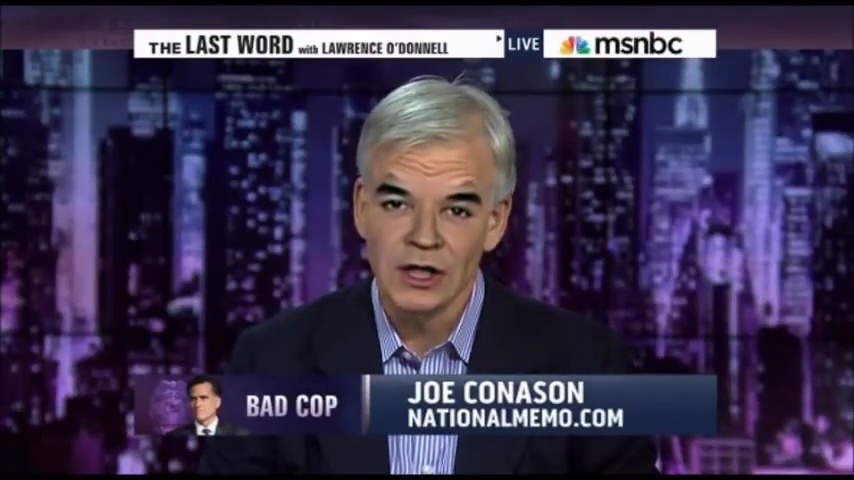 THE LAST WORD with LAWRENCE O'DONNELL
LIVE
msnbc
BAD COP
JOE CONASON
NATIONALMEMO.COM